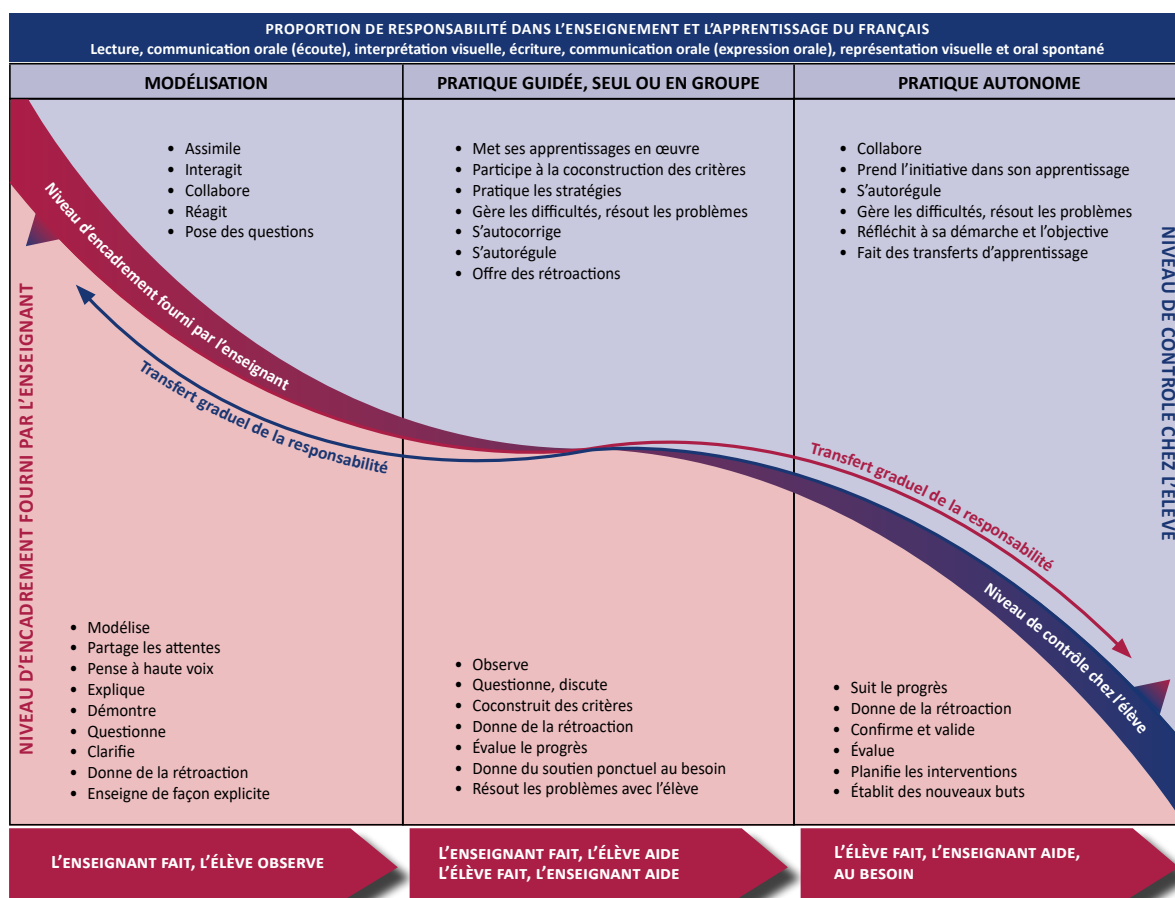 PROPORTION DE RESPONSABILITÉ DANS L'ENSEIGNEMENT ET L'APPRENTISSAGE DU FRANÇAIS
Lecture, communication orale (écoute), interprétation visuelle, écriture, communication orale (expression orale), représentation visuelle et oral spontané
MODÉLISATION
• Assimile
• Interagit
• Collabore
• Réagit
• Pose des questions
PRATIQUE GUIDÉE, SEUL OU EN GROUPE
• Met ses apprentissages en œuvre
• Participe à la coconstruction des critères
• Pratique les stratégies
• Gère les difficultés, résout les problèmes
• S'autocorrige
• S'autorégule
• Offre des rétroactions
PRATIQUE AUTONOME
• Collabore
• Prend l'initiative dans son apprentissage
• S'autorégule
• Gère les difficultés, résout les problèmes
• Réfléchit à sa démarche et l'objective
• Fait des transferts d'apprentissage
NIVEAU D'ENCADREMENT FOURNI PAR L'ENSEIGNANT
Niveau d'encadrement fourni par l'enseignant
Transfert graduel de la responsabilité
Transfert graduel de la responsabilité
Niveau de contrôle chez l'élève
NIVEAU DE CONTROLE CHEZ L'ÉLÈVE
• Modélise
• Partage les attentes
• Pense à haute voix
• Explique
• Démontre
• Questionne
• Clarifie
• Donne de la rétroaction
• Enseigne de façon explicite
• Observe
• Questionne, discute
• Coconstruit des critères
• Donne de la rétroaction
• Évalue le progrès
• Donne du soutien ponctuel au besoin
• Résout les problèmes avec l'élève
• Suit le progrès
• Donne de la rétroaction
• Confirme et valide
• Évalue
• Planifie les interventions
• Établit des nouveaux buts
L'ENSEIGNANT FAIT, L'ÉLÈVE OBSERVE
L'ENSEIGNANT FAIT, L'ÉLÈVE AIDE
L'ÉLÈVE FAIT, L'ENSEIGNANT AIDE
L'ÉLÈVE FAIT, L'ENSEIGNANT AIDE,
AU BESOIN